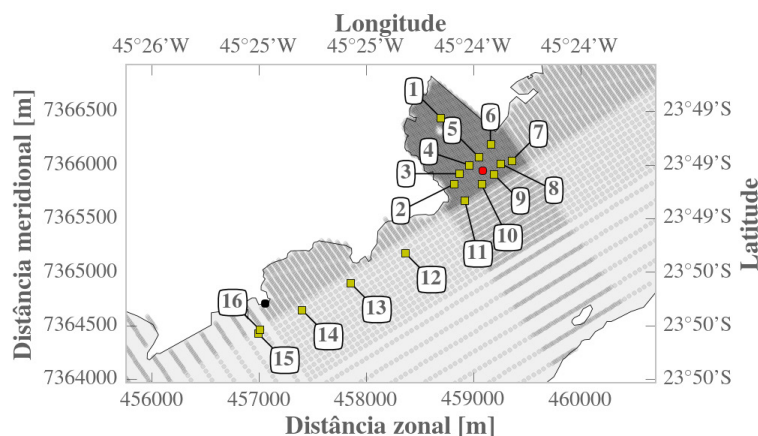 Longitude
45°26’W 45°25’W 45°25’W 45°24’W 45°24’W
7366500
7366000
7365500
7365000
7364500
7364000
Distância meridional [m]
1
6
5
7
4
3
8
2
9
10
11
12
16
13
14
15
23°49’S
23°49’S
23°49’S
23°50’S
23°50’S
23°50’S
Latitude
456000 457000 458000 459000 460000
Distância zonal [m]